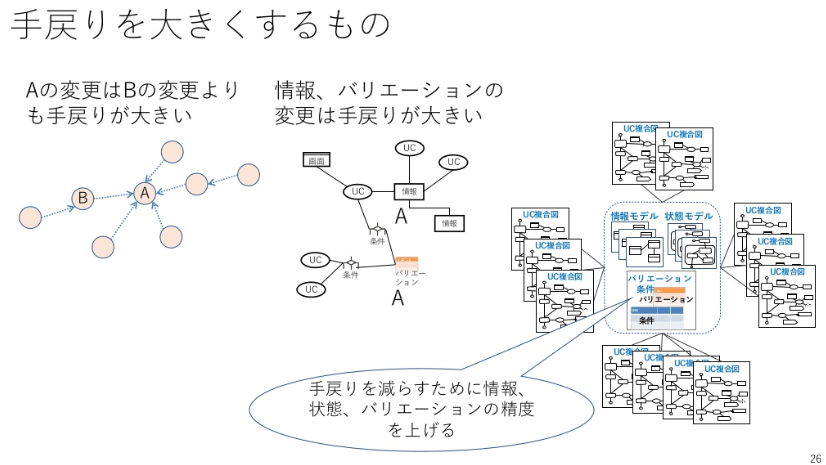 手戻りを大きくするもの
Aの変更はBの変更より
も手戻りが大きい
情報、バリエーションの
変更は手戻りが大きい
B
A
画面
UC
UC
UC
情報
A
情報
条件
UC
条件
バリエー
ション
UC
A
UC複合図
UC複合図
UC複合図
UC複合図
UC複合図
情報モデル
状態モデル
バリエーション
条件
バリエーション
条件
UC複合図
UC複合図
UC複合図
UC複合図
UC複合図
UC複合図
UC複合図
手戻りを減らすために情報、
状態、バリエーションの精度
を上げる
26